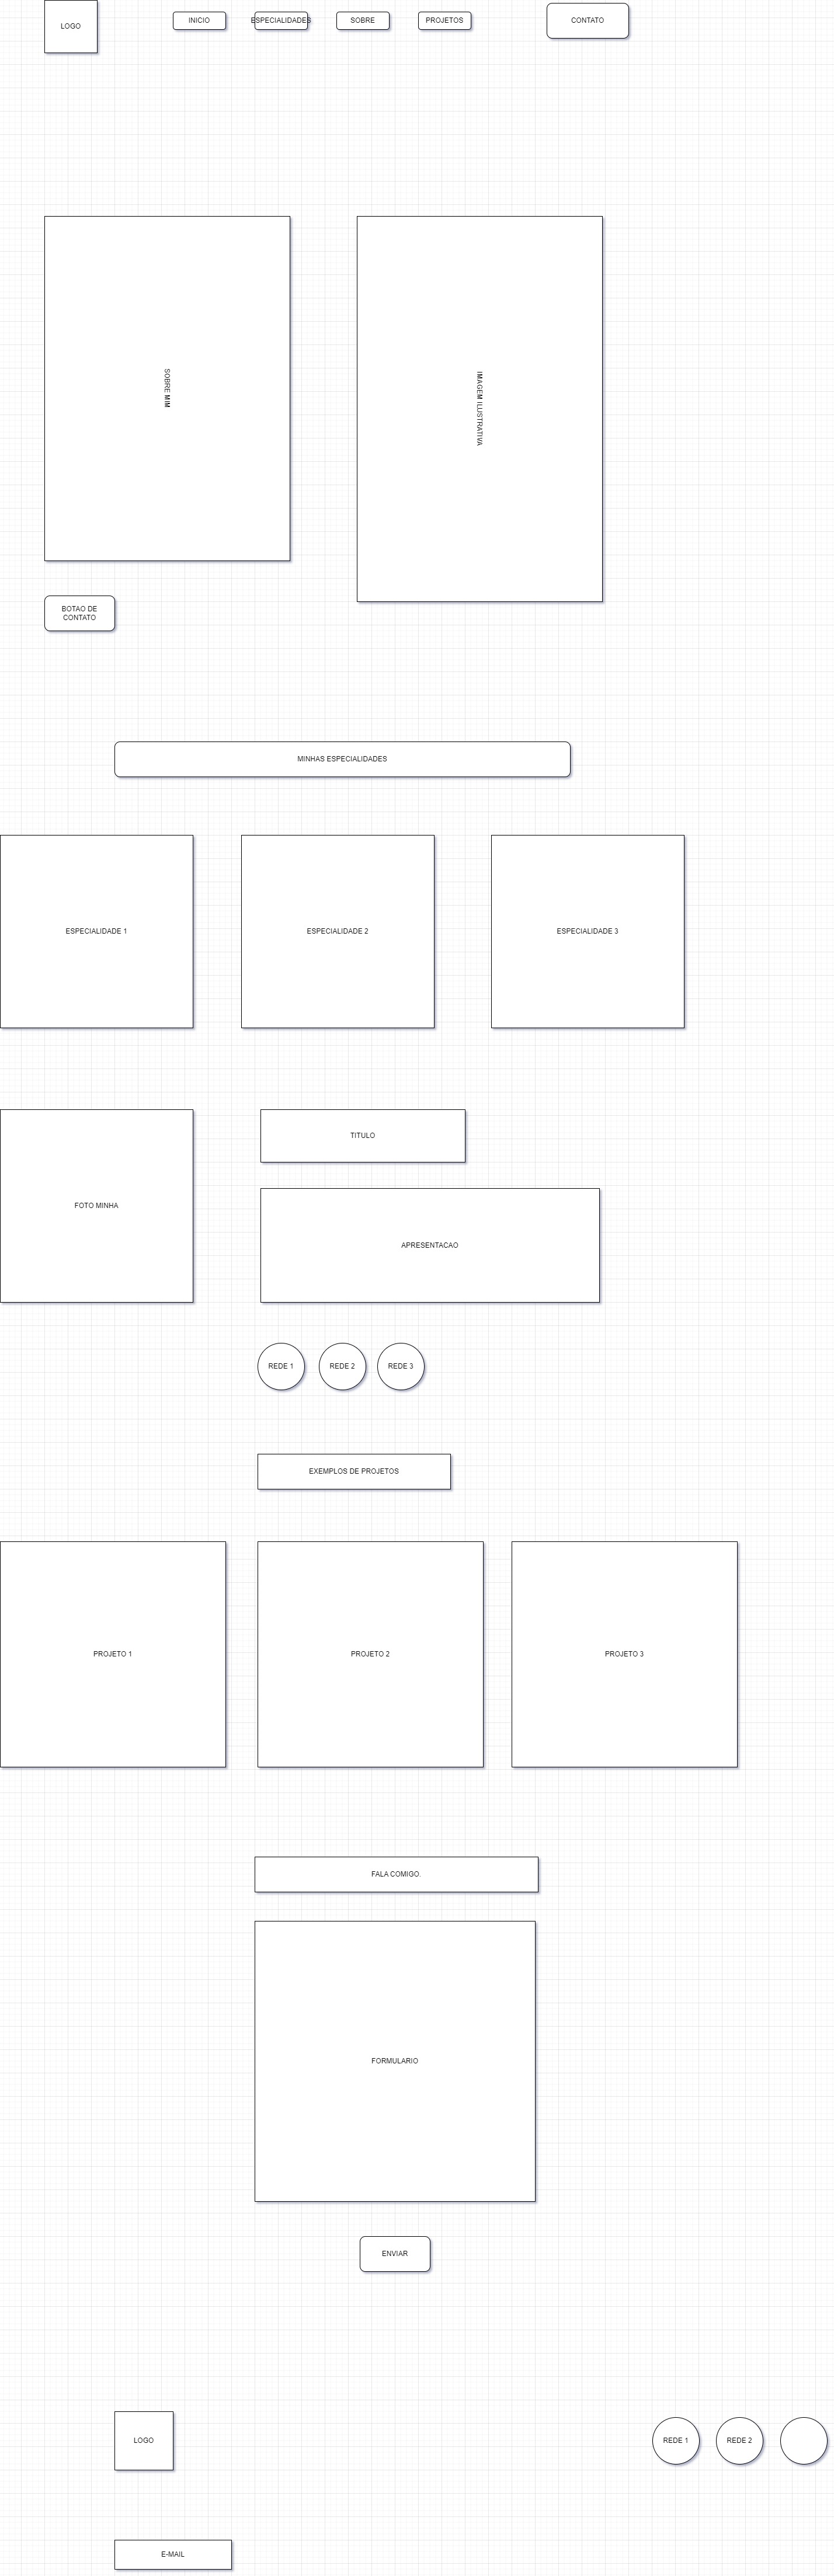 LOGO
INICIO
ESPECIALIDADES
SOBRE
PROJETOS
CONTATO
SOBRE MIM
IMAGEM ILUSTRATIVA
BOTAO DE
CONTATO
MINHAS ESPECIALIDADES
ESPECIALIDADE 1
ESPECIALIDADE 2
ESPECIALIDADE 3
FOTO MINHA
TITULO
APRESENTACAO
REDE 1
REDE 2
REDE 3
EXEMPLOS DE PROJETOS
PROJETO 1
PROJETO 2
PROJETO 3
FALA COMIGO.
FORMULARIO
ENVIAR
LOGO
REDE 1
REDE 2
E-MAIL